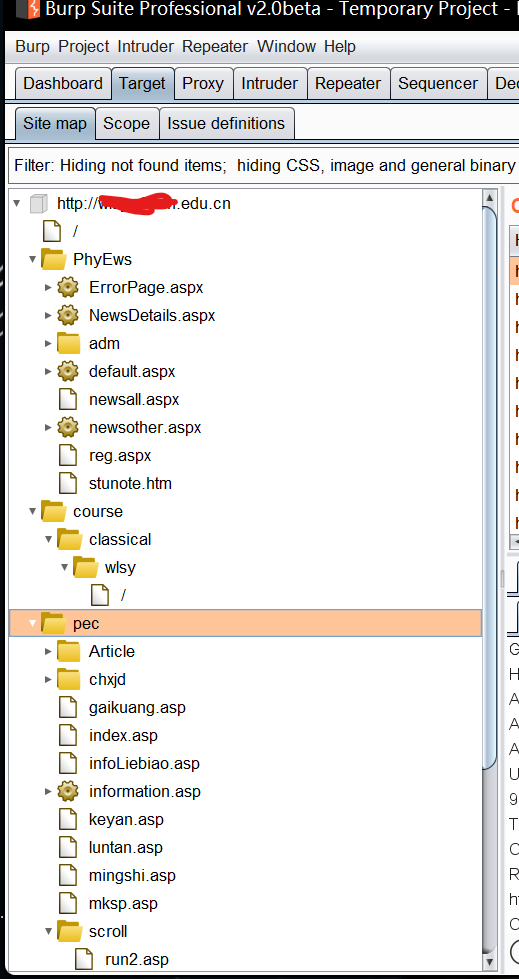 Burp Suite Professional v2.0beta - Temporary Project -
Burp Project Intruder Repeater Window Help
Dashboard Target Proxy Intruder Repeater Sequencer
Site map Scope Issue definitions
Filter: Hiding not found items; hiding CSS, image and general binary
http:// .edu.cn
/
PhyEws
ErrorPage.aspx
NewsDetails.aspx
adm
default.aspx
newsall.aspx
newsother.aspx
reg.aspx
stunote.htm
course
classical
wlsy
/
pec
Article
chxjd
gaikuang.asp
index.asp
infoLiebiao.asp
information.asp
keyan.asp
luntan.asp
mingshi.asp
mksp.asp
scroll
run2.asp